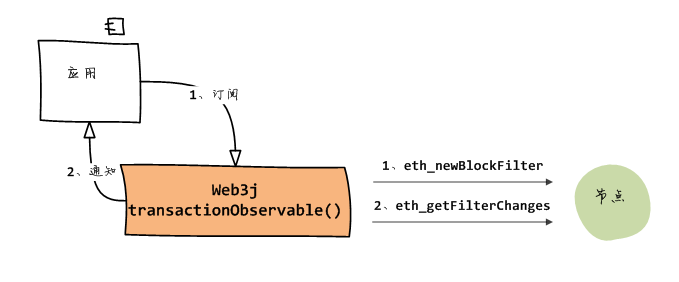 应用
1、订阅
2、通知
Web3j
transactionObservable()
1、eth_newBlockFilter
2、eth_getFilterChanges
节点